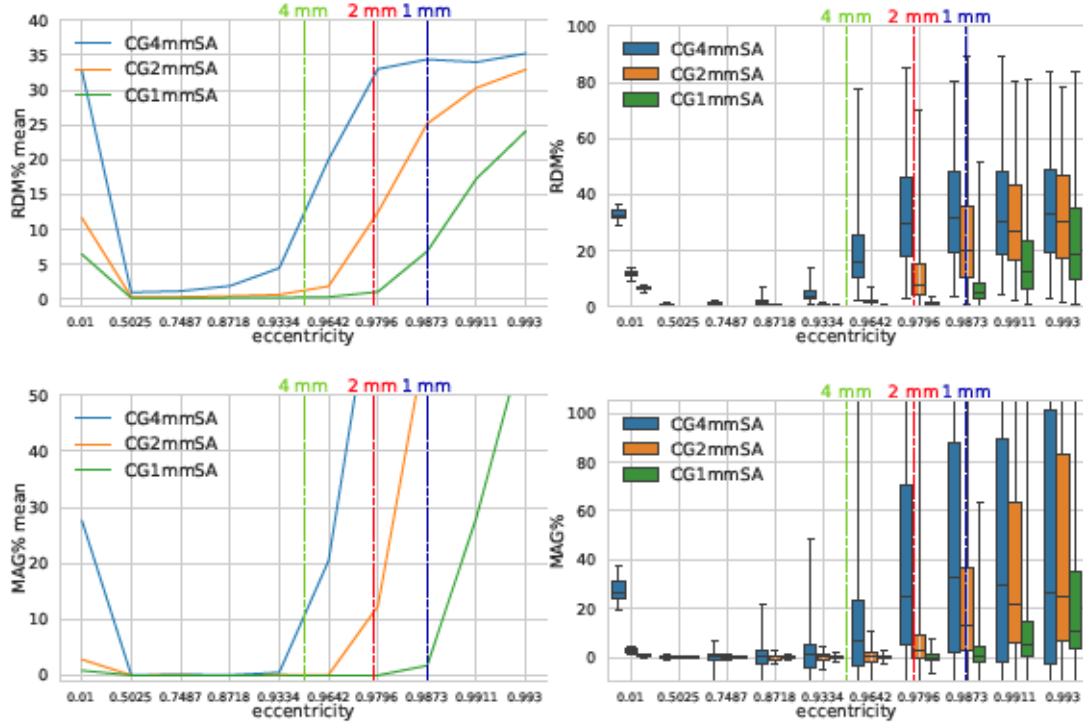 4 mm 2 mm 1 mm
40
35
30
25
20
15
10
5
0
RDM% mean
CG4mmSA
CG2mmSA
CG1mmSA
0.01 0.5025 0.7487 0.8718 0.9334 0.9642 0.9796 0.9873 0.9911 0.993
eccentricity
4 mm 2 mm 1 mm
100
80
60
40
20
0
RDM%
CG4mmSA
CG2mmSA
CG1mmSA
0.01 0.5025 0.7487 0.8718 0.9334 0.9642 0.9796 0.9873 0.9911 0.993
eccentricity
4 mm 2 mm 1 mm
50
40
30
20
10
0
MAG% mean
CG4mmSA
CG2mmSA
CG1mmSA
0.01 0.5025 0.7487 0.8718 0.9334 0.9642 0.9796 0.9873 0.9911 0.993
eccentricity
4 mm 2 mm 1 mm
100
80
60
40
20
0
MAG%
CG4mmSA
CG2mmSA
CG1mmSA
0.01 0.5025 0.7487 0.8718 0.9334 0.9642 0.9796 0.9873 0.9911 0.993
eccentricity